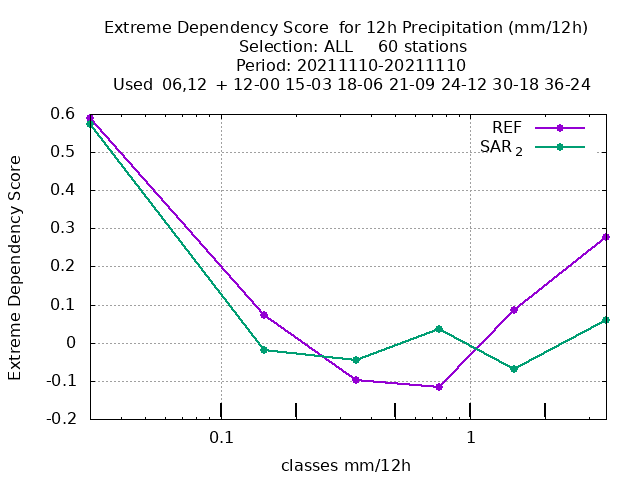 Extreme Dependency Score  for 12h Precipitation (mm/12h)
Selection: ALL     60 stations
Period: 20211110-20211110
Used  06,12  + 12-00 15-03 18-06 21-09 24-12 30-18 36-24
Extreme Dependency Score
0.6
0.5
0.4
0.3
0.2
0.1
0
-0.1
-0.2
REF
SAR 2
0.1
1
classes mm/12h